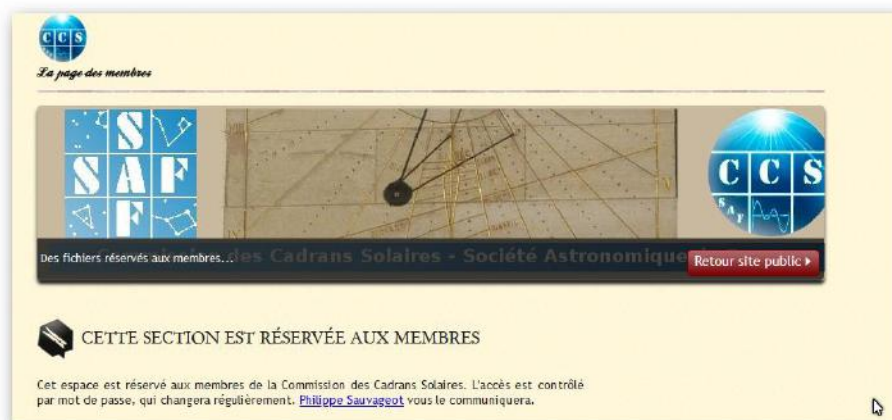 CCS
La page des membres
S
S A F
F
C C S
SAF
Des fichiers réservés aux membres... des Cadrans Solaires - Société Astronomique
Retour site public
CETTE SECTION EST RÉSERVÉE AUX MEMBRES
Cet espace est réservé aux membres de la Commission des Cadrans Solaires. L'accès est contrôlé
par mot de passe, qui changera régulièrement. Philippe Sauvageot vous le communiquera.